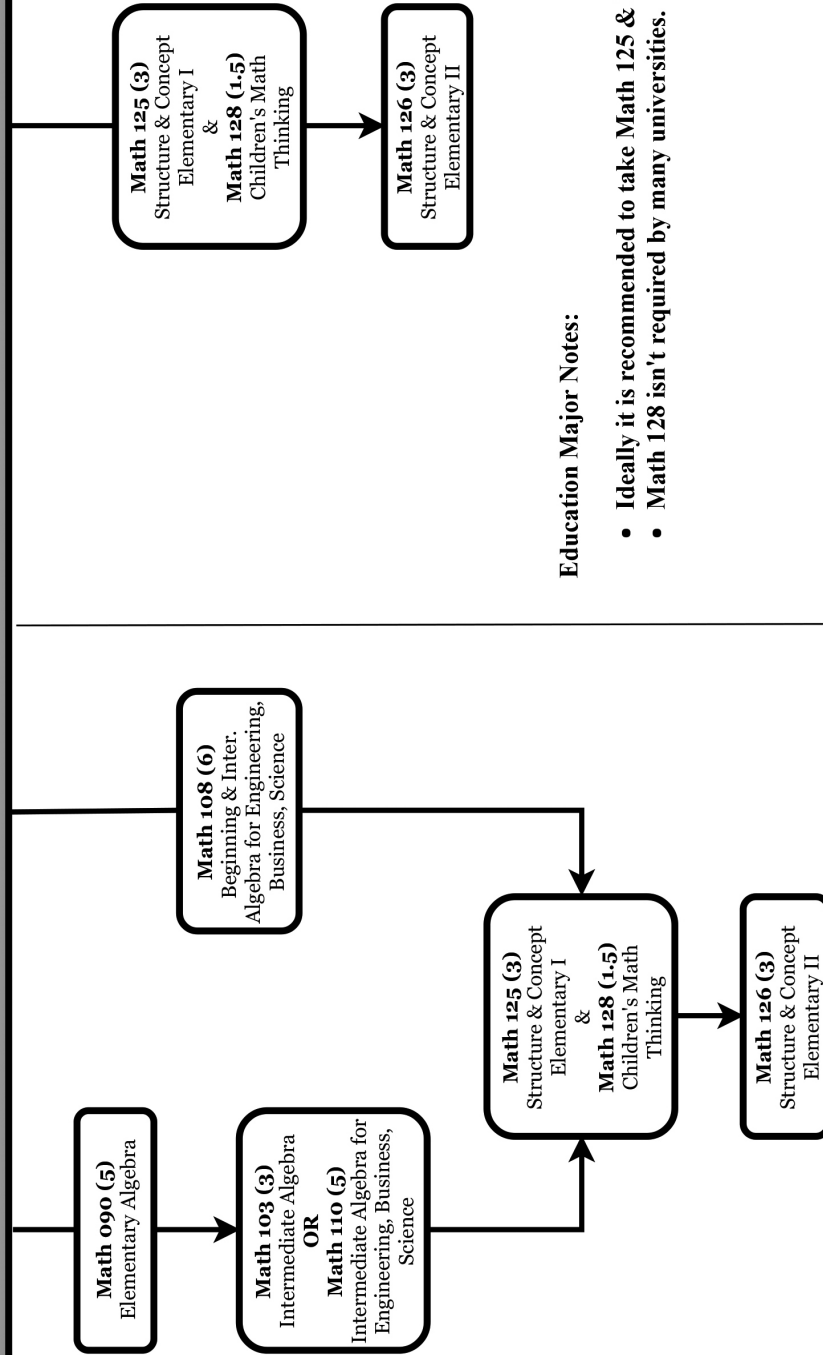 Math 090 (5)
Elementary Algebra
Math 103 (3)
Intermediate Algebra
OR
Math 110 (5)
Intermediate Algebra for
Engineering, Business,
Science
Math 108 (6)
Beginning & Inter.
Algebra for Engineering,
Business, Science
Math 125 (3)
Structure & Concept
Elementary I
&
Math 128 (1.5)
Children's Math
Thinking
Math 126 (3)
Structure & Concept
Elementary II
Math 125 (3)
Structure & Concept
Elementary I
&
Math 128 (1.5)
Children's Math
Thinking
Math 126 (3)
Structure & Concept
Elementary II
Education Major Notes:
• Ideally it is recommended to take Math 125 &
• Math 128 isn't required by many universities.